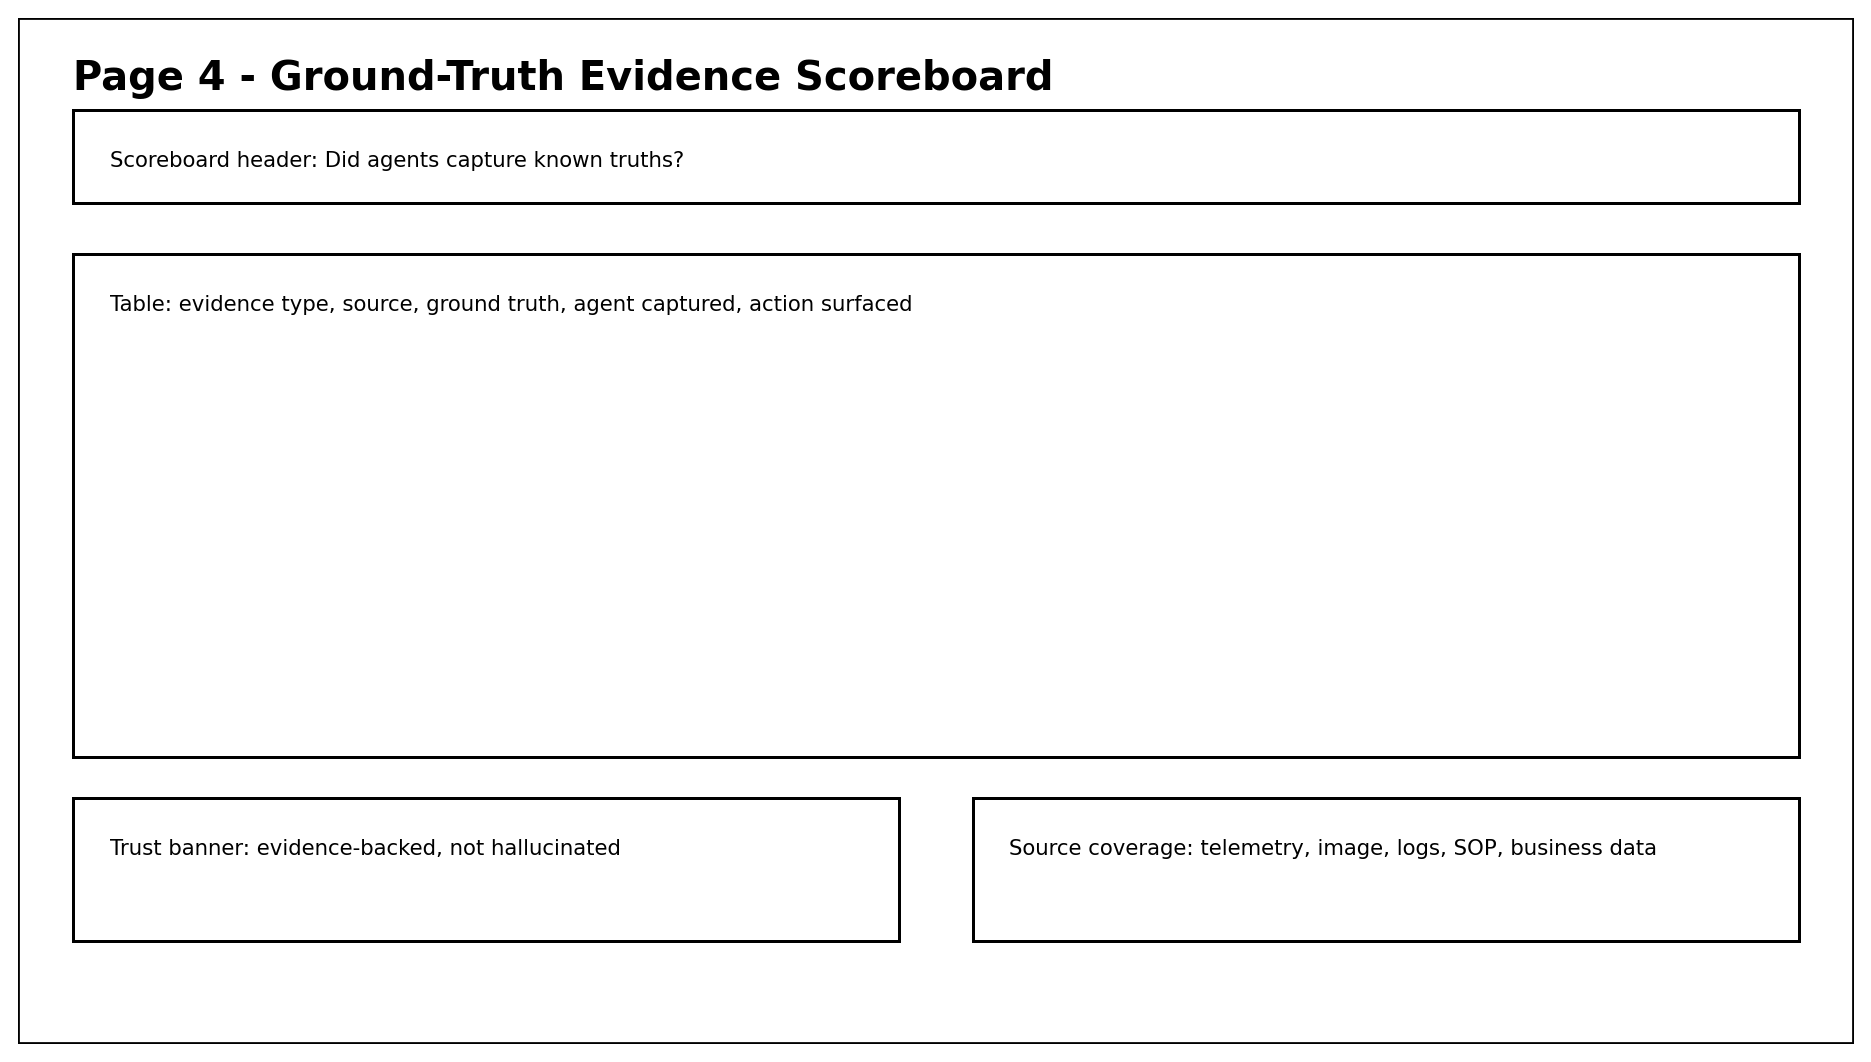 Page 4 - Ground-Truth Evidence Scoreboard
Scoreboard header: Did agents capture known truths?
Table: evidence type, source, ground truth, agent captured, action surfaced
Trust banner: evidence-backed, not hallucinated
Source coverage: telemetry, image, logs, SOP, business data